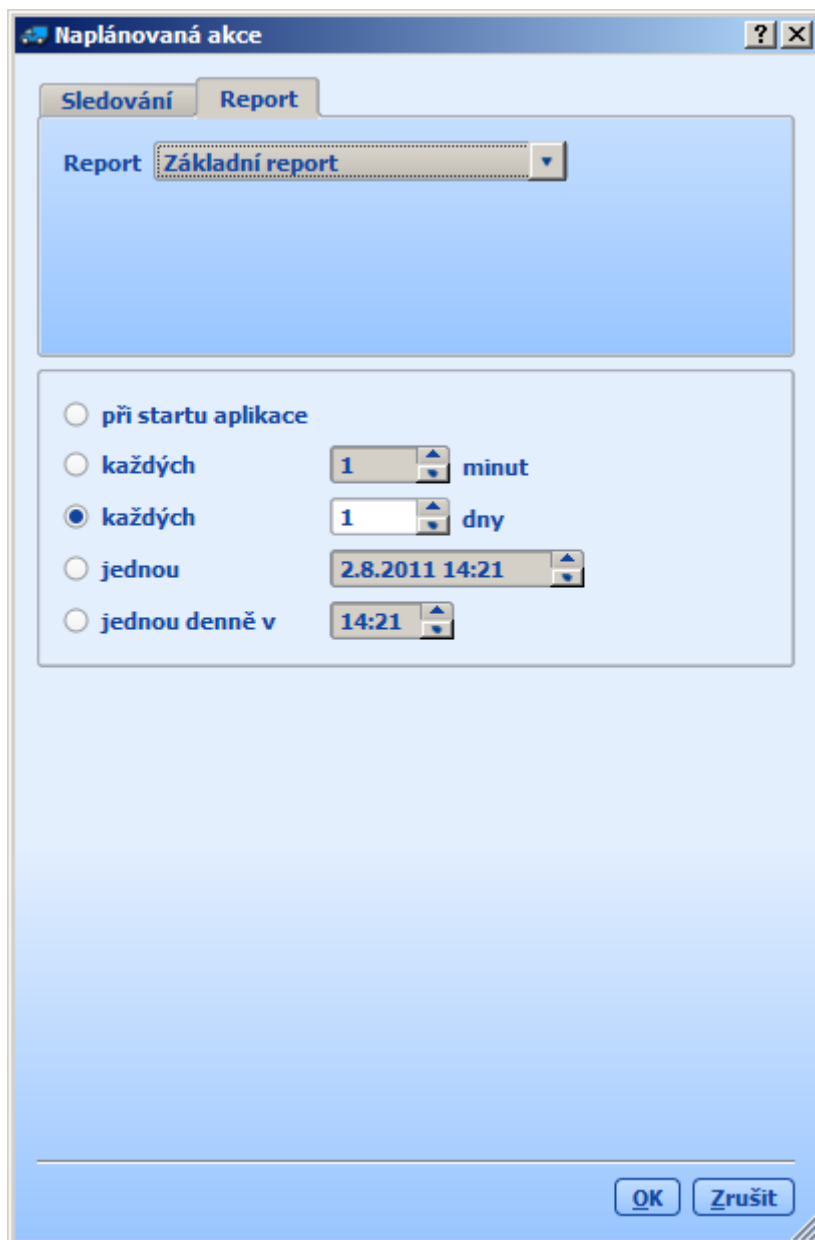 Naplánovaná akce
Sledování Report
Report Základní report
při startu aplikace
každých 1 minut
každých 1 dny
jednou 2.8.2011 14:21
jednou denně v 14:21
OK Zrušit